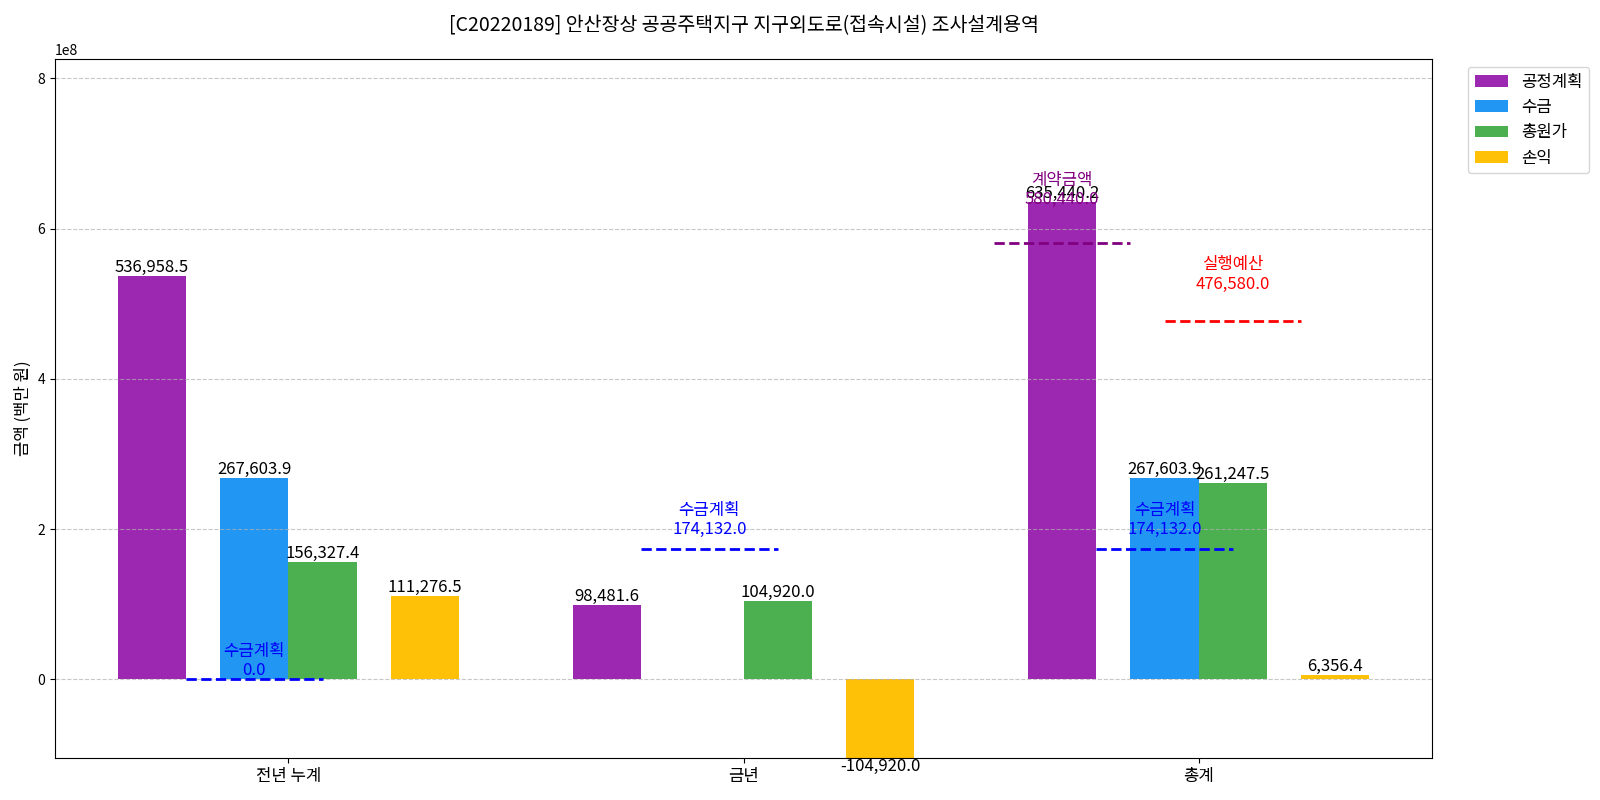 [C20220189] 안산장상 공공주택지구 지구외도로(접속시설) 조사설계용역
1e8
8
6
4
2
0
금액 (백만 원)
536,958.5
267,603.9
156,327.4
111,276.5
수금계획
0.0
98,481.6
수금계획
174,132.0
104,920.0
-104,920.0
계약금액
635,440.2
580,440.0
실행예산
476,580.0
267,603.9
261,247.5
수금계획
174,132.0
6,356.4
전년 누계
금년
총계
공정계획
수금
총원가
손익